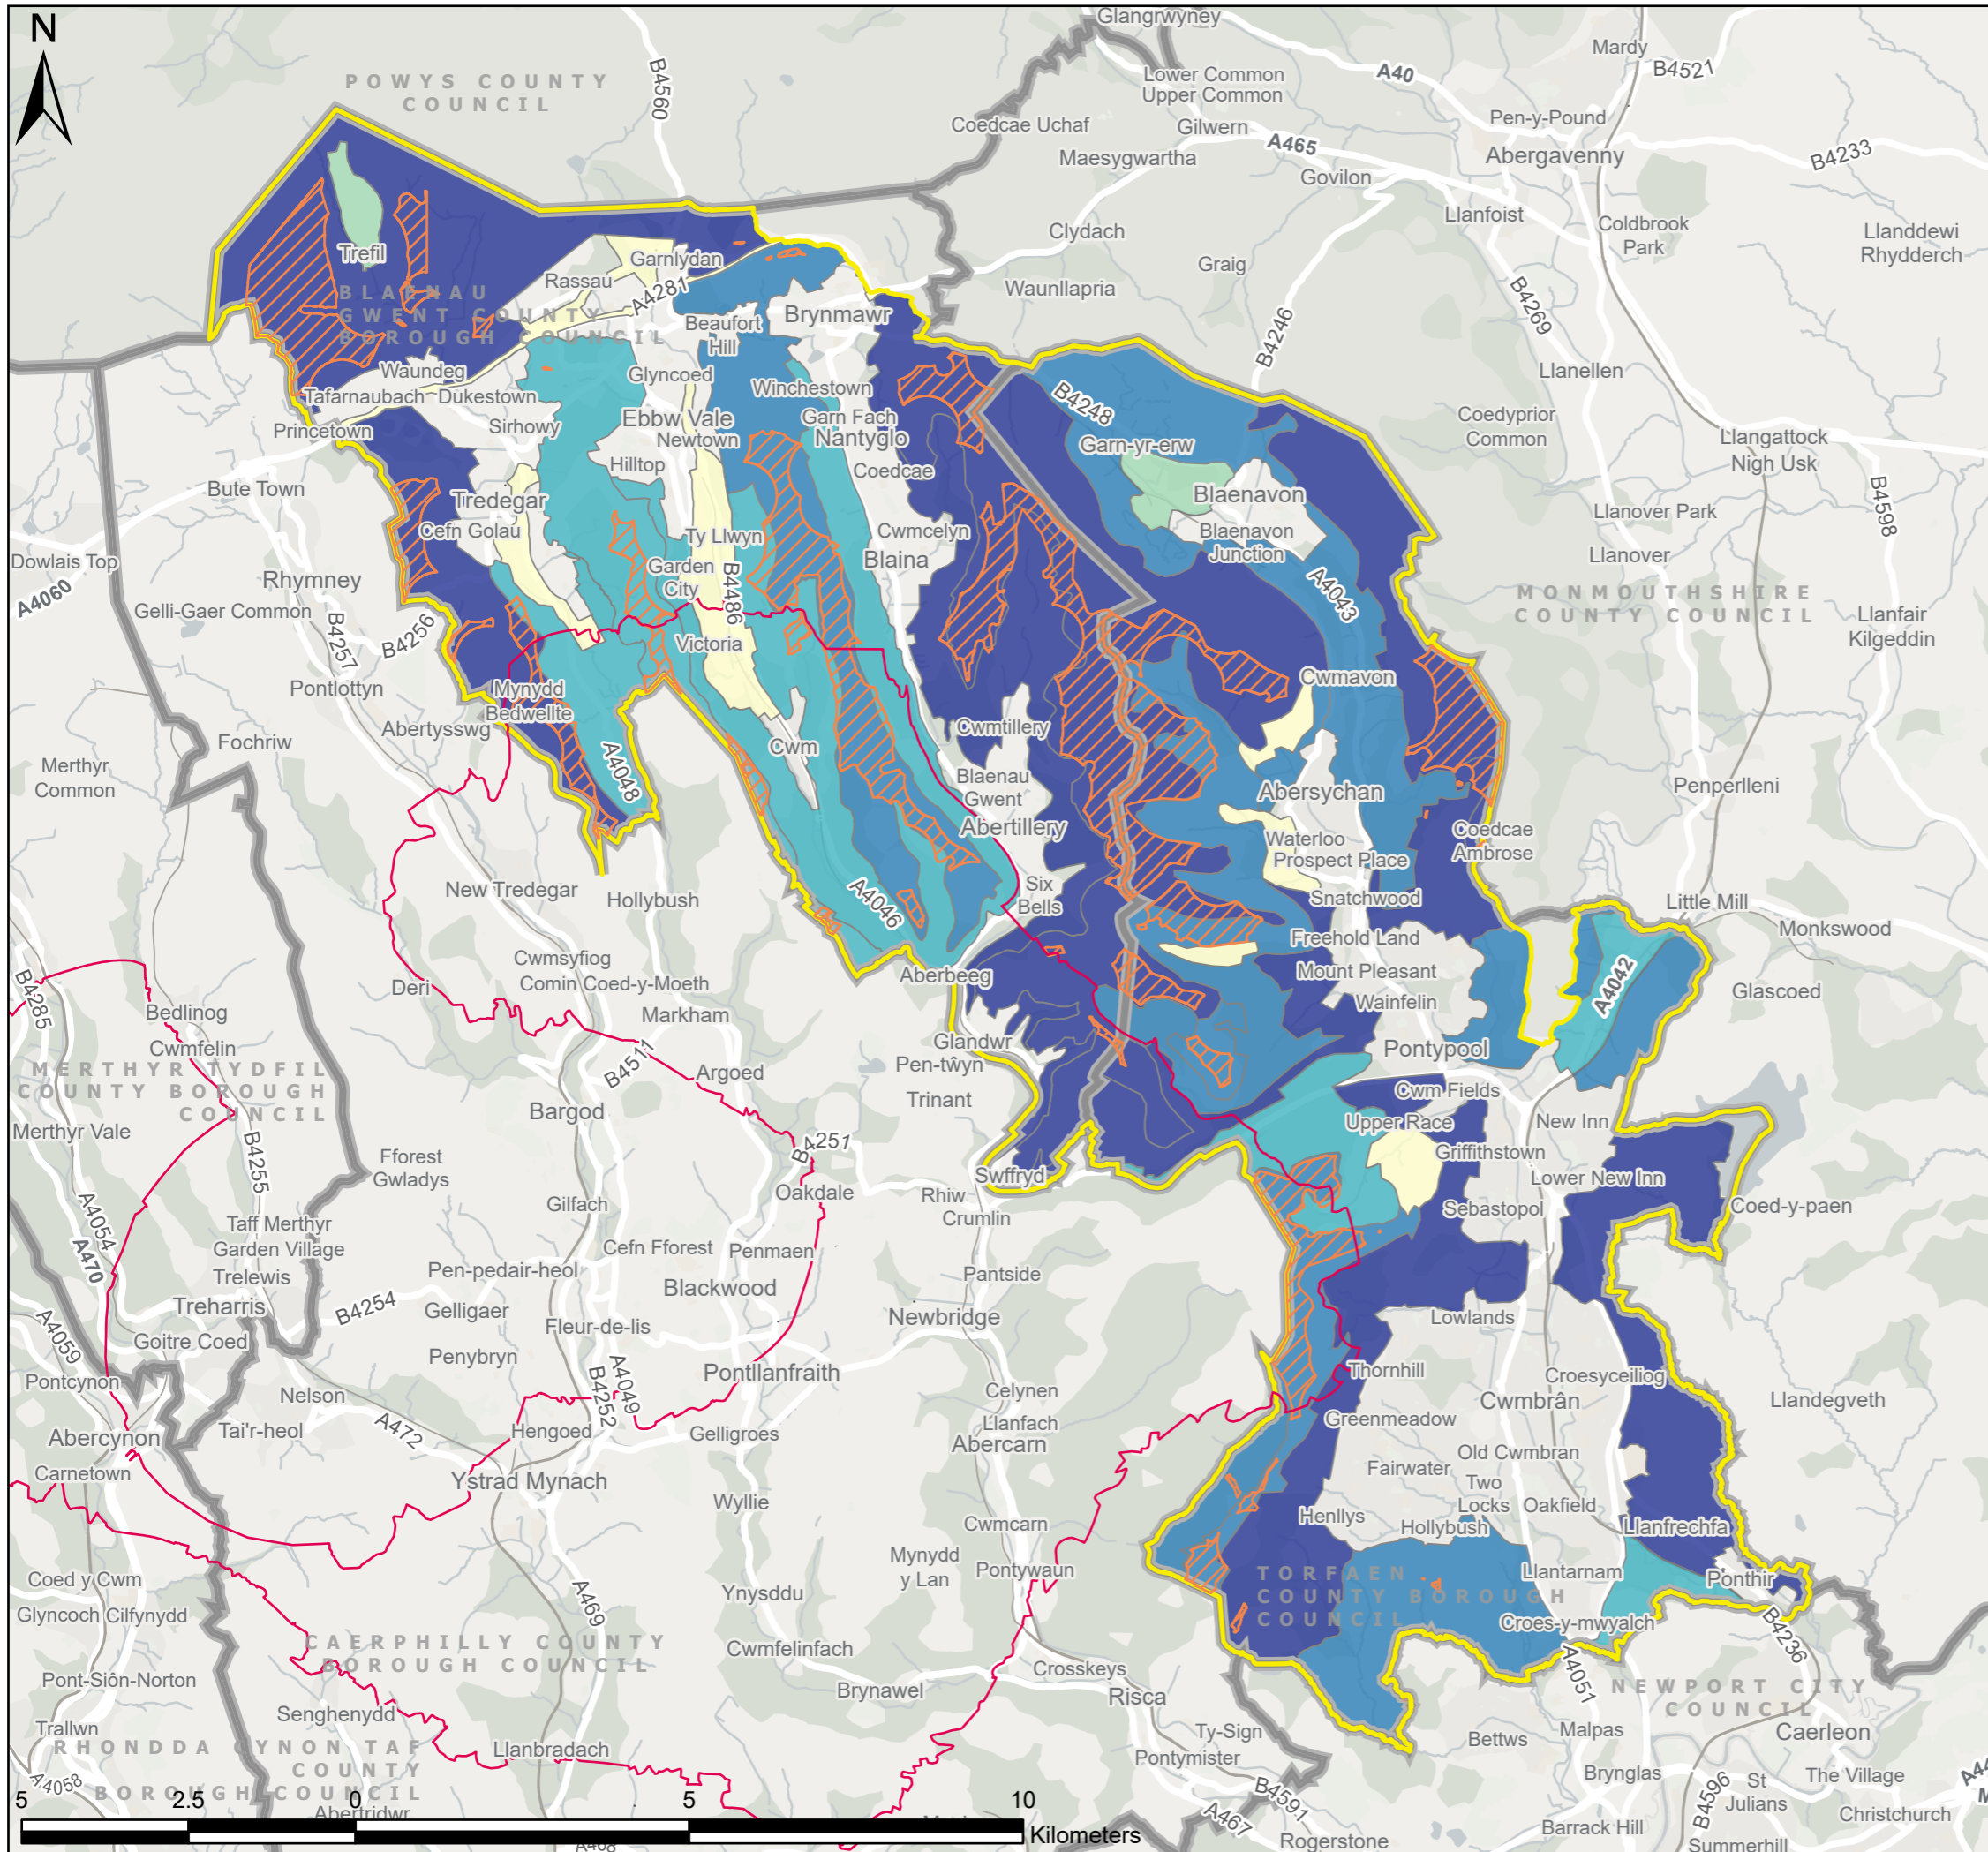 N
Glangrwyney
Mardy
B4521
POWYS COUNTY
COUNCIL
B4560
A40
Lower Common
Upper Common
Pen-y-Pound
Coedcae Uchaf
Gilwern
A465
Abergavenny
B4233
Maesygwartha
Govilon
Llanfoist
Coldbrook
Park
Llanddewi
Rhydderch
Clydach
Trefil
Garnlydan
Graig
Rassau
A4281
Waunllapria
BLAENAU
GWENT COUNTY
BOROUGH COUNCIL
Brynmawr
Beaufort
Hill
B4246
B4269
Waundeg
Glyncoed
Winchestown
Llanellen
Tafarnaubach
Dukestown
B4248
Princetown
Sirhowy
Ebbw Vale
Newtown
Garn Fach
Nantyglo
Garn-yr-erw
Coedyprior
Common
Llangattock
Nigh Usk
Hilltop
Coedcae
Bute Town
Tredegar
Blaenavon
B4598
Cefn Golau
Ty Llwyn
Cwmcelyn
Blaenavon
Junction
Llanover Park
Dowlais Top
Rhymney
Garden
City
B4486
Blaina
Llanover
A4060
Gelli-Gaer Common
B4257
B4256
A4043
MONMOUTHSHIRE
COUNTY COUNCIL
Llanfair
Kilgeddin
Victoria
Pontlottyn
Mynydd
Bedwellte
Cwmavon
Abertysswg
Cwmtillery
Fochriw
Cwm
A4048
Merthyr
Common
Blaenau
Gwent
Abersychan
Penperlleni
Abertillery
Waterloo
Prospect Place
Coedcae
Ambrose
New Tredegar
Hollybush
A4046
Six
Bells
Snatchwood
Little Mill
Monkswood
Freehold Land
Cwmsyfiog
Comin Coed-y-Moeth
Aberbeeg
Mount Pleasant
A4042
Glascoed
B4285
Deri
Wainfelin
Bedlinog
Markham
Cwmfelin
Glandwr
Pontypool
MERTHYR TYDFIL
COUNTY BOROUGH
COUNCIL
B4511
Argoed
Pen-tŵyn
Cwm Fields
Bargod
Trinant
Upper Race
New Inn
Merthyr Vale
B4255
B4251
Griffithstown
Fforest
Gwladys
Swffryd
Lower New Inn
Oakdale
Rhiw
Crumlin
Sebastopol
Coed-y-paen
A4054
Gilfach
Taff Merthyr
Garden Village
Cefn Fforest
Penmaen
A470
Trelewis
Pen-pedair-heol
Blackwood
Pantside
Treharris
B4254
Gelligaer
Newbridge
Lowlands
A4059
Goitre Coed
Fleur-de-lis
Penybryn
A4049
Pontllanfraith
Thornhill
Croesyceiliog
Pontcynon
Nelson
B4252
Celynen
Cwmbrân
Llandegveth
Tai'r-heol
A472
Hengoed
Gelligroes
Llanfach
Abercarn
Greenmeadow
Abercynon
Old Cwmbran
Carnetown
Ystrad Mynach
Fairwater
Two
Locks
Oakfield
Wyllie
Henllys
Hollybush
Llanfrechfa
Cwmcarn
Mynydd
y Lan
Pontywaun
TORFAEN
COUNTY BOROUGH
COUNCIL
Llantarnam
Ponthir
Coed y Cwm
Glyncoch
Cilfynydd
A469
Ynysddu
Croes-y-mwyalch
B4236
CAERPHILLY COUNTY
BOROUGH COUNCIL
Cwmfelinfach
A4051
NEWPORT CITY
COUNCIL
Pont-Siôn-Norton
Crosskeys
Brynawel
Risca
Senghenydd
Trallwn
Ty-Sign
Bettws
Malpas
Caerleon
RHONDDA CYNON TAF
COUNTY
BOROUGH COUNCIL
Llanbradach
Pontymister
Brynglas
St
Julians
The Village
A4058
B4591
B4596
Abertridwr
5 2.5 0 5 10
Kilometers
A467
Barrack Hill
Christchurch
Rogerstone
Summerhill
A468